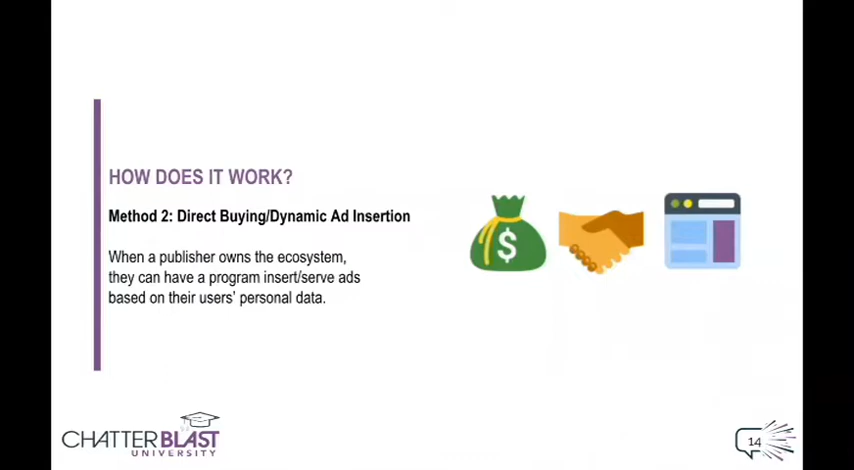 HOW DOES IT WORK?
Method 2: Direct Buying/Dynamic Ad Insertion
When a publisher owns the ecosystem,
they can have a program insert/serve ads
based on their users’ personal data.
$
CHATTERBLAST
UNIVERSITY
14